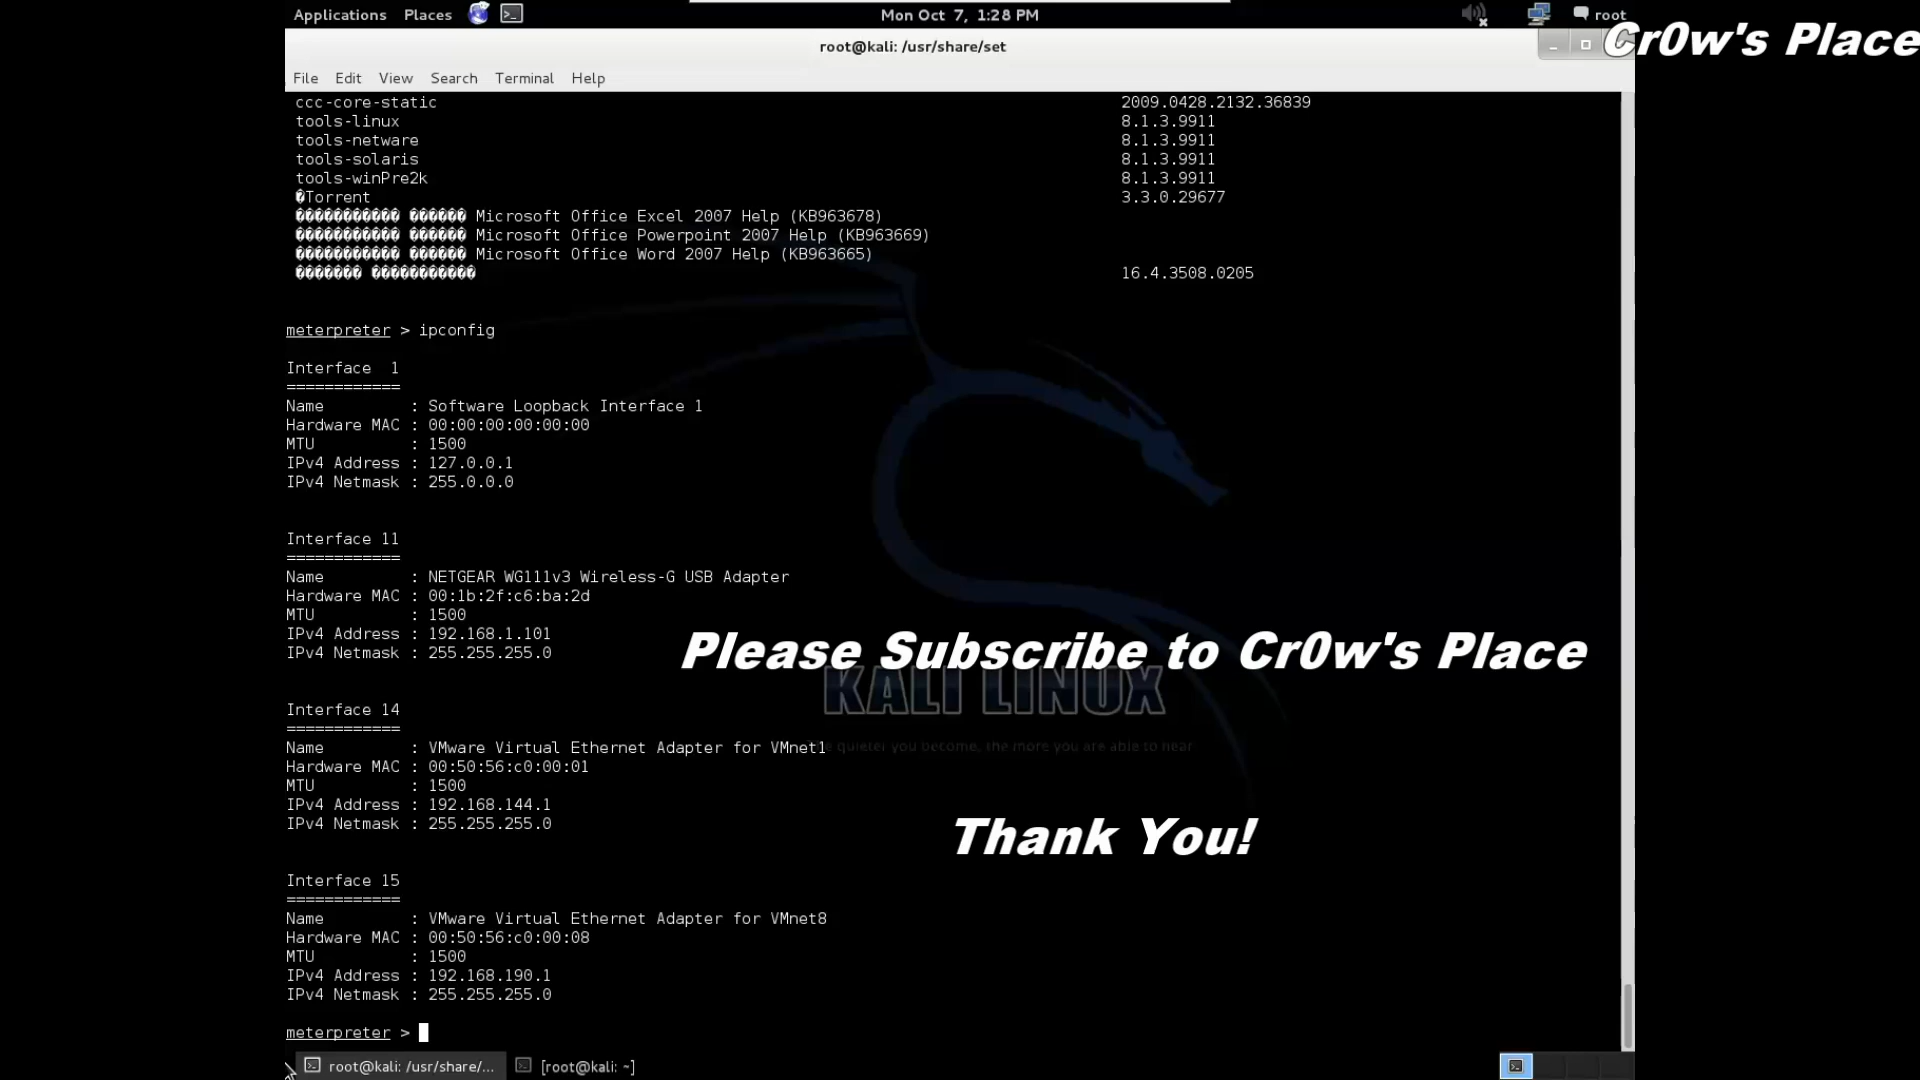 Applications Places Mon Oct 7, 1:28 PM root
Cr0w's Place
root@kali: /usr/share/set
File Edit View Search Terminal Help
ccc-core-static 2009.0428.2132.36839
tools-linux 8.1.3.9911
tools-netware 8.1.3.9911
tools-solaris 8.1.3.9911
tools-winPre2k 8.1.3.9911
�Torrent 3.3.0.29677
����������� ������ Microsoft Office Excel 2007 Help (KB963678)
����������� ������ Microsoft Office Powerpoint 2007 Help (KB963669)
����������� ������ Microsoft Office Word 2007 Help (KB963665)
������� ����������� 16.4.3508.0205
meterpreter > ipconfig
Interface  1
============
Name : Software Loopback Interface 1
Hardware MAC : 00:00:00:00:00:00
MTU : 1500
IPv4 Address : 127.0.0.1
IPv4 Netmask : 255.0.0.0
Interface 11
============
Name : NETGEAR WG111v3 Wireless-G USB Adapter
Hardware MAC : 00:1b:2f:c6:ba:2d
MTU : 1500
IPv4 Address : 192.168.1.101
IPv4 Netmask : 255.255.255.0
Please Subscribe to Cr0w's Place
KALI LINUX
Interface 14
============
Name : VMware Virtual Ethernet Adapter for VMnet1
quieter you become, the more you are able to hear
Hardware MAC : 00:50:56:c0:00:01
MTU : 1500
IPv4 Address : 192.168.144.1
IPv4 Netmask : 255.255.255.0
Thank You!
Interface 15
============
Name : VMware Virtual Ethernet Adapter for VMnet8
Hardware MAC : 00:50:56:c0:00:08
MTU : 1500
IPv4 Address : 192.168.190.1
IPv4 Netmask : 255.255.255.0
meterpreter >
root@kali: /usr/share/... [root@kali: ~]